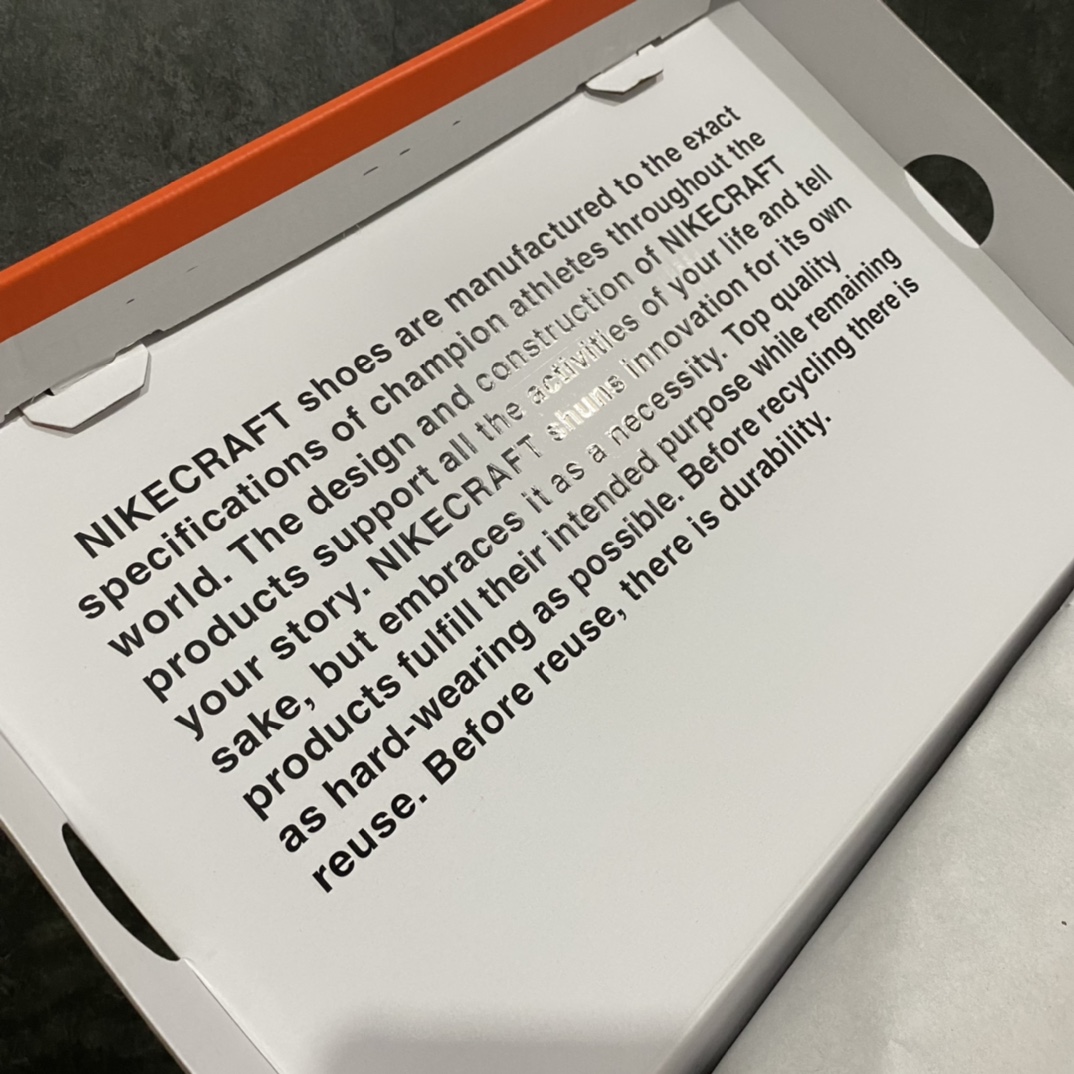 NIKECRAFT shoes are manufactured to the exact
specifications of champion athletes throughout the
world. The design and construction of NIKECRAFT
products support all the activities of your life and tell
your story. NIKECRAFT shuns innovation for its own
sake, but embraces it as a necessity. Top quality
products fulfill their intended purpose while remaining
as hard-wearing as possible. Before recycling there is
reuse. Before reuse, there is durability.